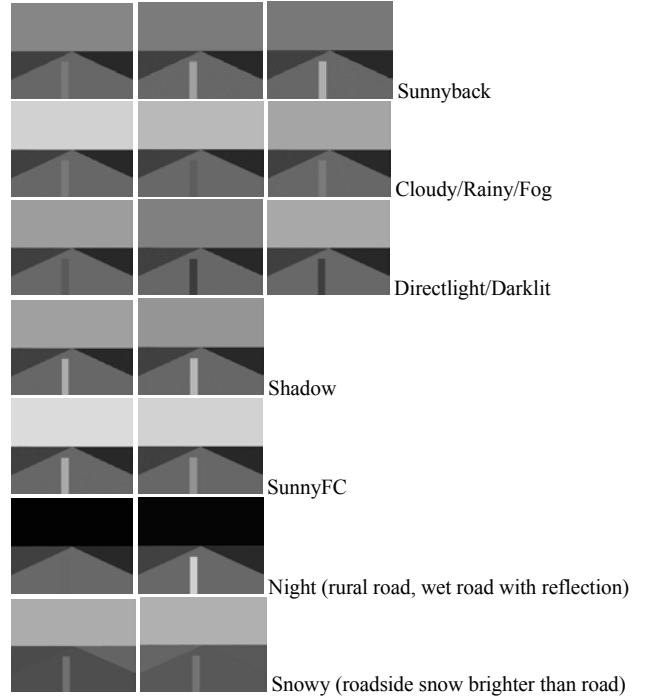 Sunnyback
Cloudy/Rainy/Fog
Directlight/Darklit
Shadow
SunnyFC
Night (rural road, wet road with reflection)
Snowy (roadside snow brighter than road)